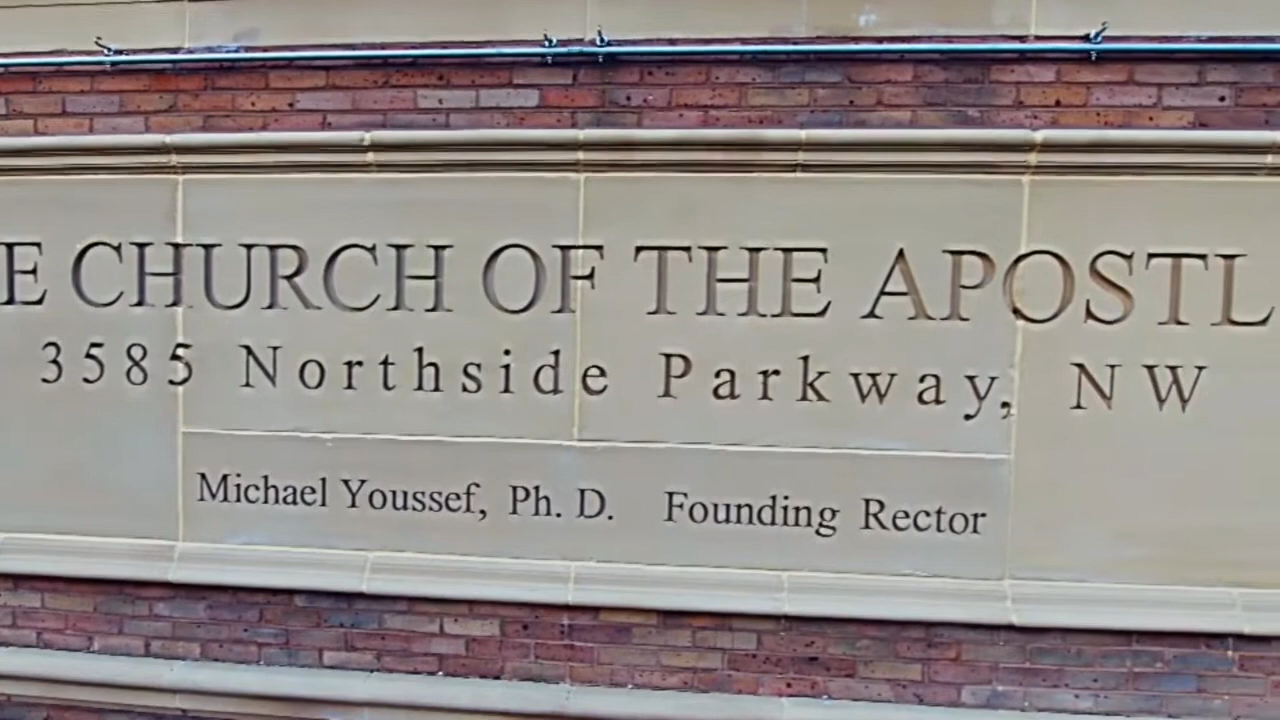 E CHURCH OF THE APOSTL
3585 Northside Parkway, NW
Michael Youssef, Ph. D. Founding Rector